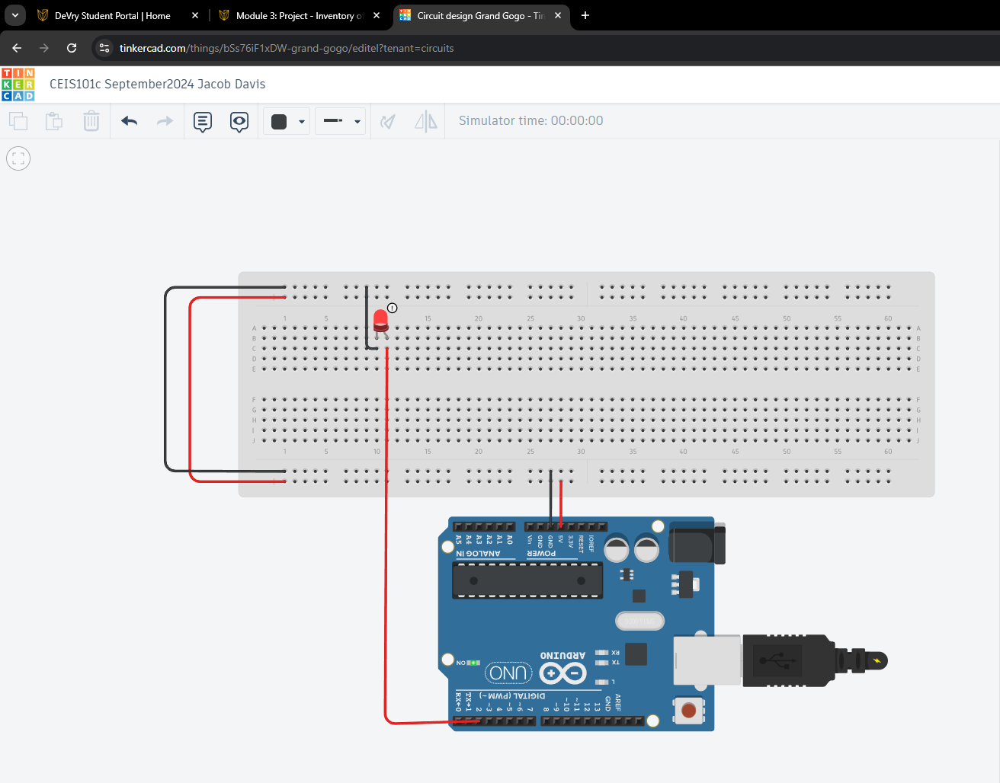 DeVry Student Portal | Home
Module 3: Project - Inventory o
Circuit design Grand Gogo - Tin
tinkercad.com/things/bSs76iF1xDW-grand-gogo/editel?tenant=circuits
TIN
KER
CAD
CEIS101c September2024 Jacob Davis
Simulator time: 00:00:00
1 5 15 20 25 30 35 40 45 50 55 60
A A
B B
C C
D D
E E
F F
G G
H H
I I
J J
1 5 10 15 20 25 30 35 40 45 50 55 60
A5 A4 A3 A2 A1 A0 Vin GND GND 5V 3.3V RESET IOREF
ANALOG IN POWER
ON
UNO
ARDUINO
RX
TX
L
DIGITAL (PWM~)
RX←0 TX→1 2 ~3 4 ~5 ~6 7 8 ~9 ~10 ~11 12 13 GND AREF